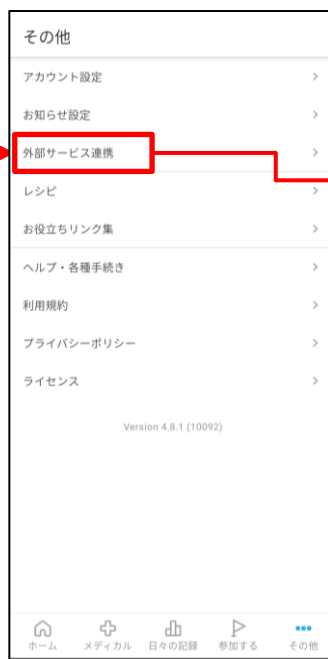 その他
アカウント設定
お知らせ設定
外部サービス連携
レシピ
お役立ちリンク集
ヘルプ・各種手続き
利用規約
プライバシーポリシー
ライセンス
Version 4.8.1 (10092)
ホーム メディカル 日々の記録 参加する その他